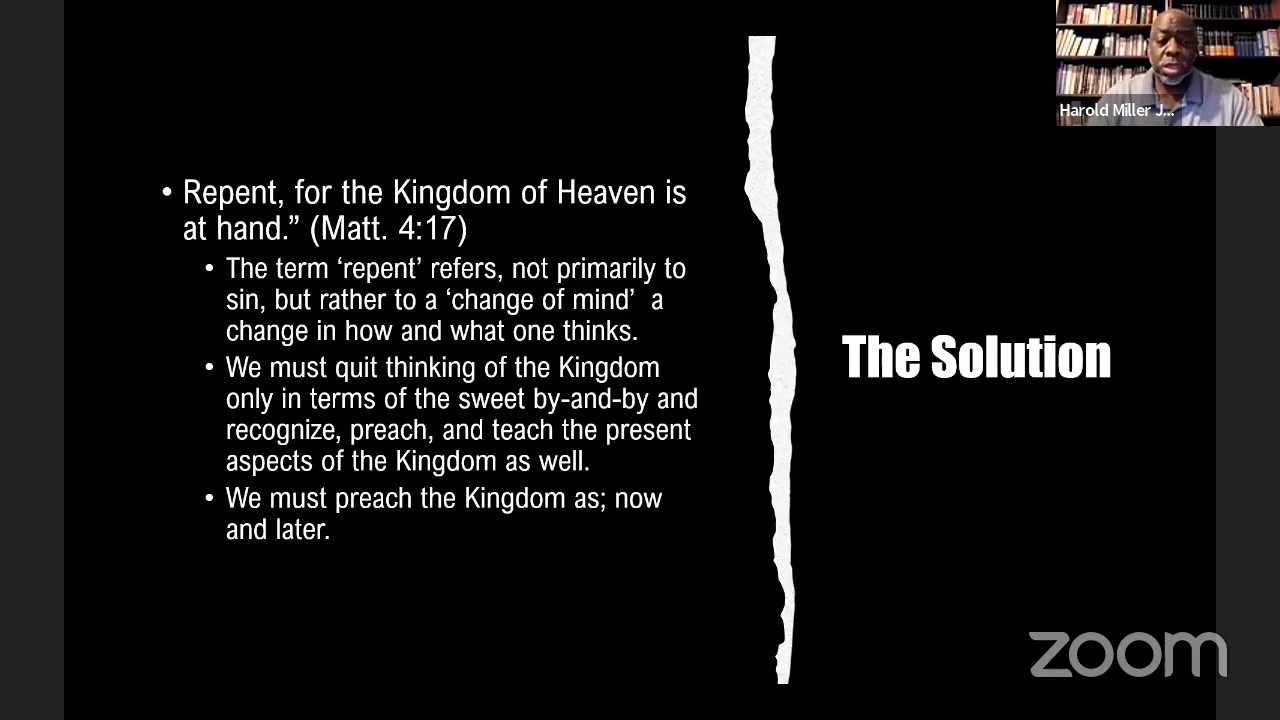 • Repent, for the Kingdom of Heaven is
at hand.” (Matt. 4:17)
• The term ‘repent’ refers, not primarily to
sin, but rather to a ‘change of mind’ a
change in how and what one thinks.
• We must quit thinking of the Kingdom
only in terms of the sweet by-and-by and
recognize, preach, and teach the present
aspects of the Kingdom as well.
• We must preach the Kingdom as; now
and later.
The Solution
Harold Miller J...
zoom